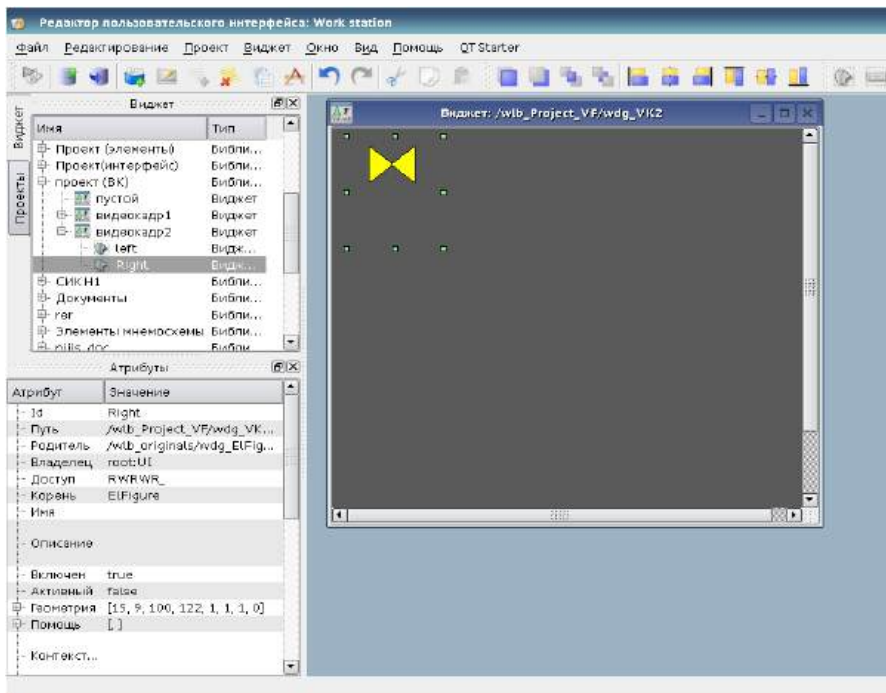 Редактор пользовательского интерфейса: Work station
Файл Редактирование Проект Виджет Окно Вид Помощь QTStarter
Виджет
Проекты
Виджет
Имя Тип
Проект (элементы) Библи...
Проект(интерфейс) Библи...
проект (ВК) Библи...
пустой Виджет
видеокадр1 Виджет
видеокадр2 Виджет
left Видж...
Right Видж...
СИКН1 Библи...
Документы Библи...
rer Библи...
Элементы мнемосхемы Библи...
Библи
Атрибуты
Атрибут Значение
Id Right
Путь /wlb_Project_VF/wdg_VK...
Родитель /wlb_originals/wdg_ElFig...
Владелец root:UI
Доступ RWRWR_
Корень ElFigure
Имя
Описание
Включен true
Активный false
Геометрия [15, 9, 100, 122, 1, 1, 1, 0]
Помощь [, ]
Контекст...
Виджет: /wlb_Project_VF/wdg_VK2